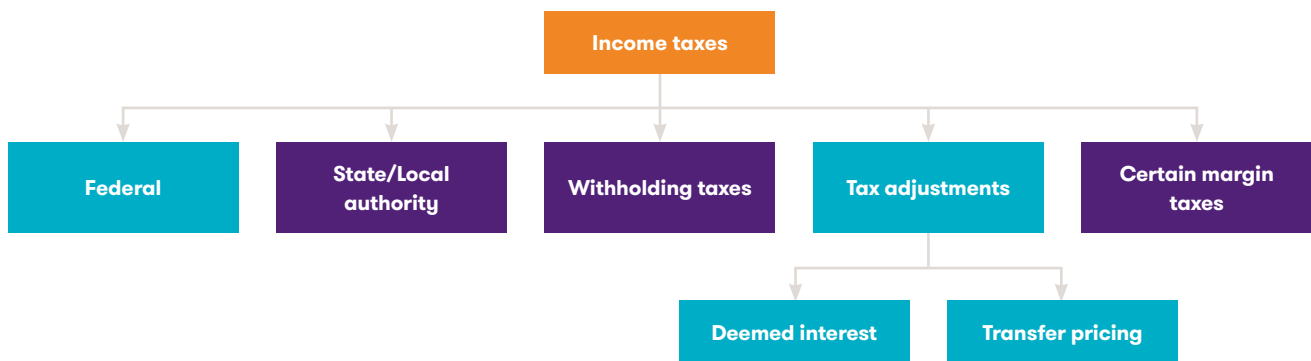 Income taxes
Federal
State/Local
authority
Withholding taxes
Tax adjustments
Certain margin
taxes
Deemed interest
Transfer pricing